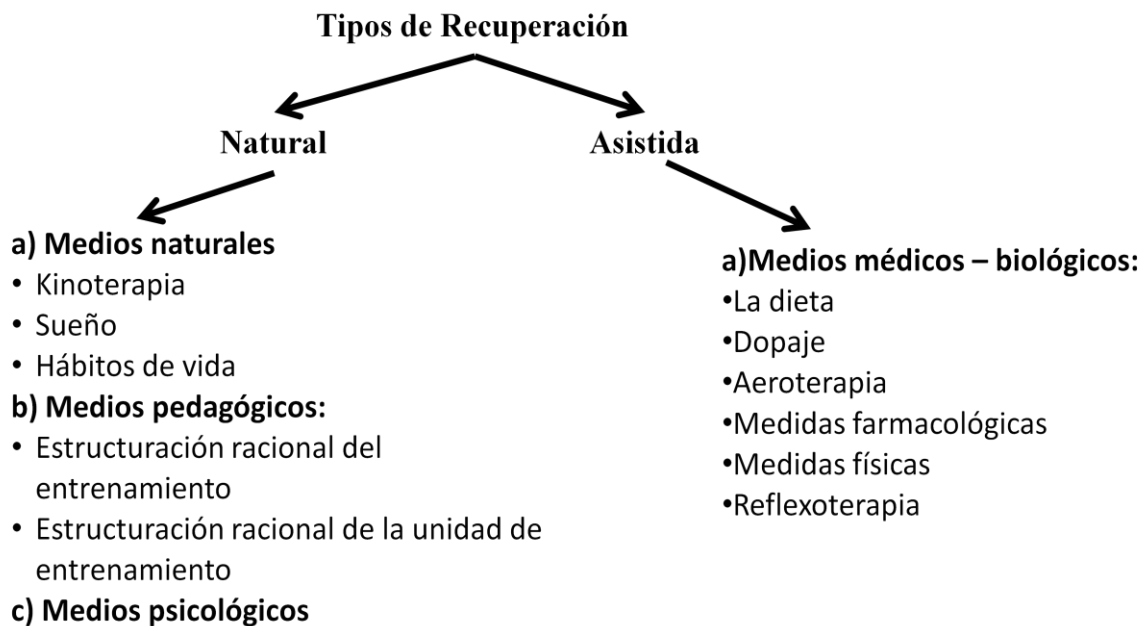 Tipos de Recuperación
Natural
Asistida
a) Medios naturales
• Kinoterapia
• Sueño
• Hábitos de vida
b) Medios pedagógicos:
• Estructuración racional del
entrenamiento
• Estructuración racional de la unidad de
entrenamiento
c) Medios psicológicos
a)Medios médicos – biológicos:
•La dieta
•Dopaje
•Aeroterapia
•Medidas farmacológicas
•Medidas físicas
•Reflexoterapia